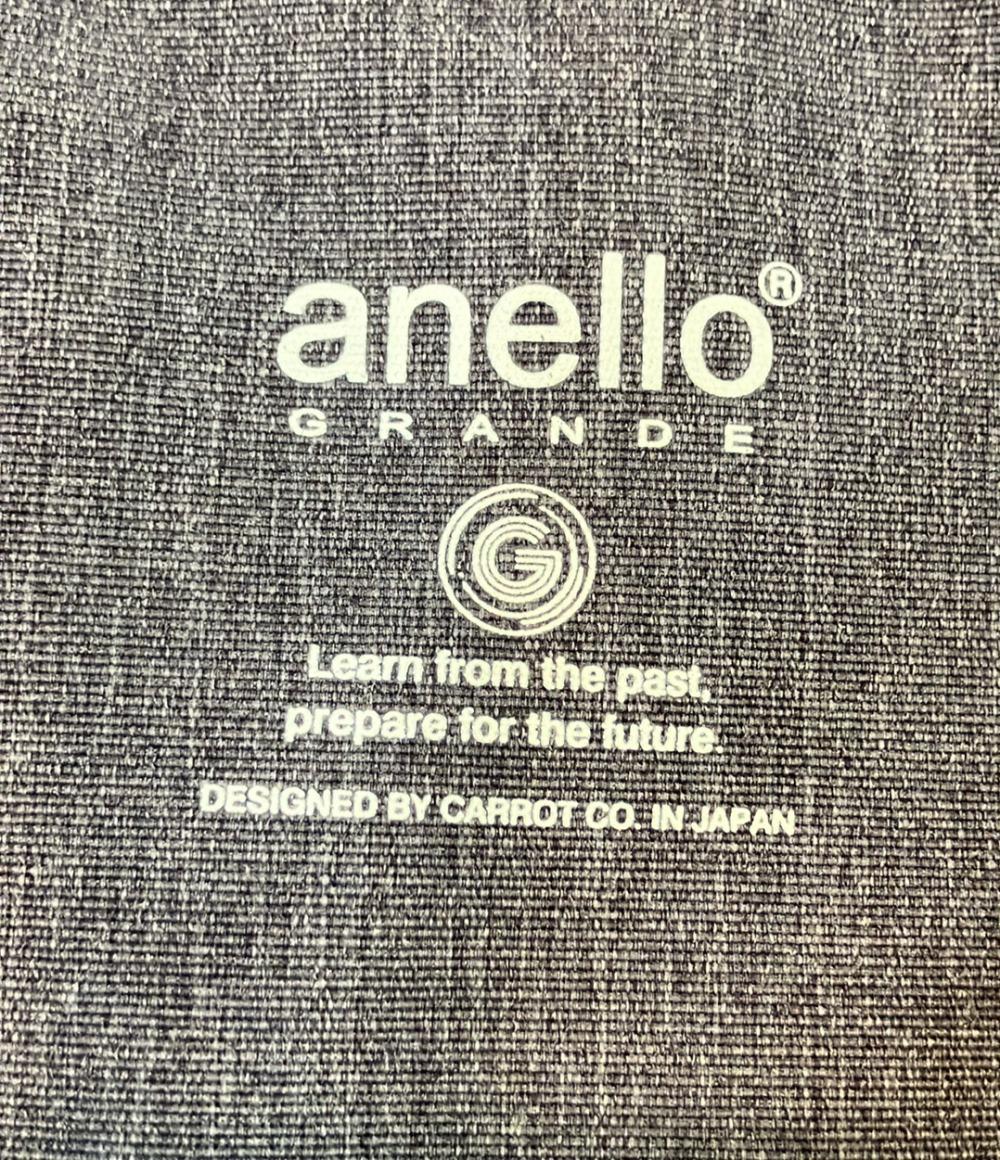 anello®
GRANDE
G
Learn from the past,
prepare for the future.
DESIGNED BY CARROT CO. IN JAPAN